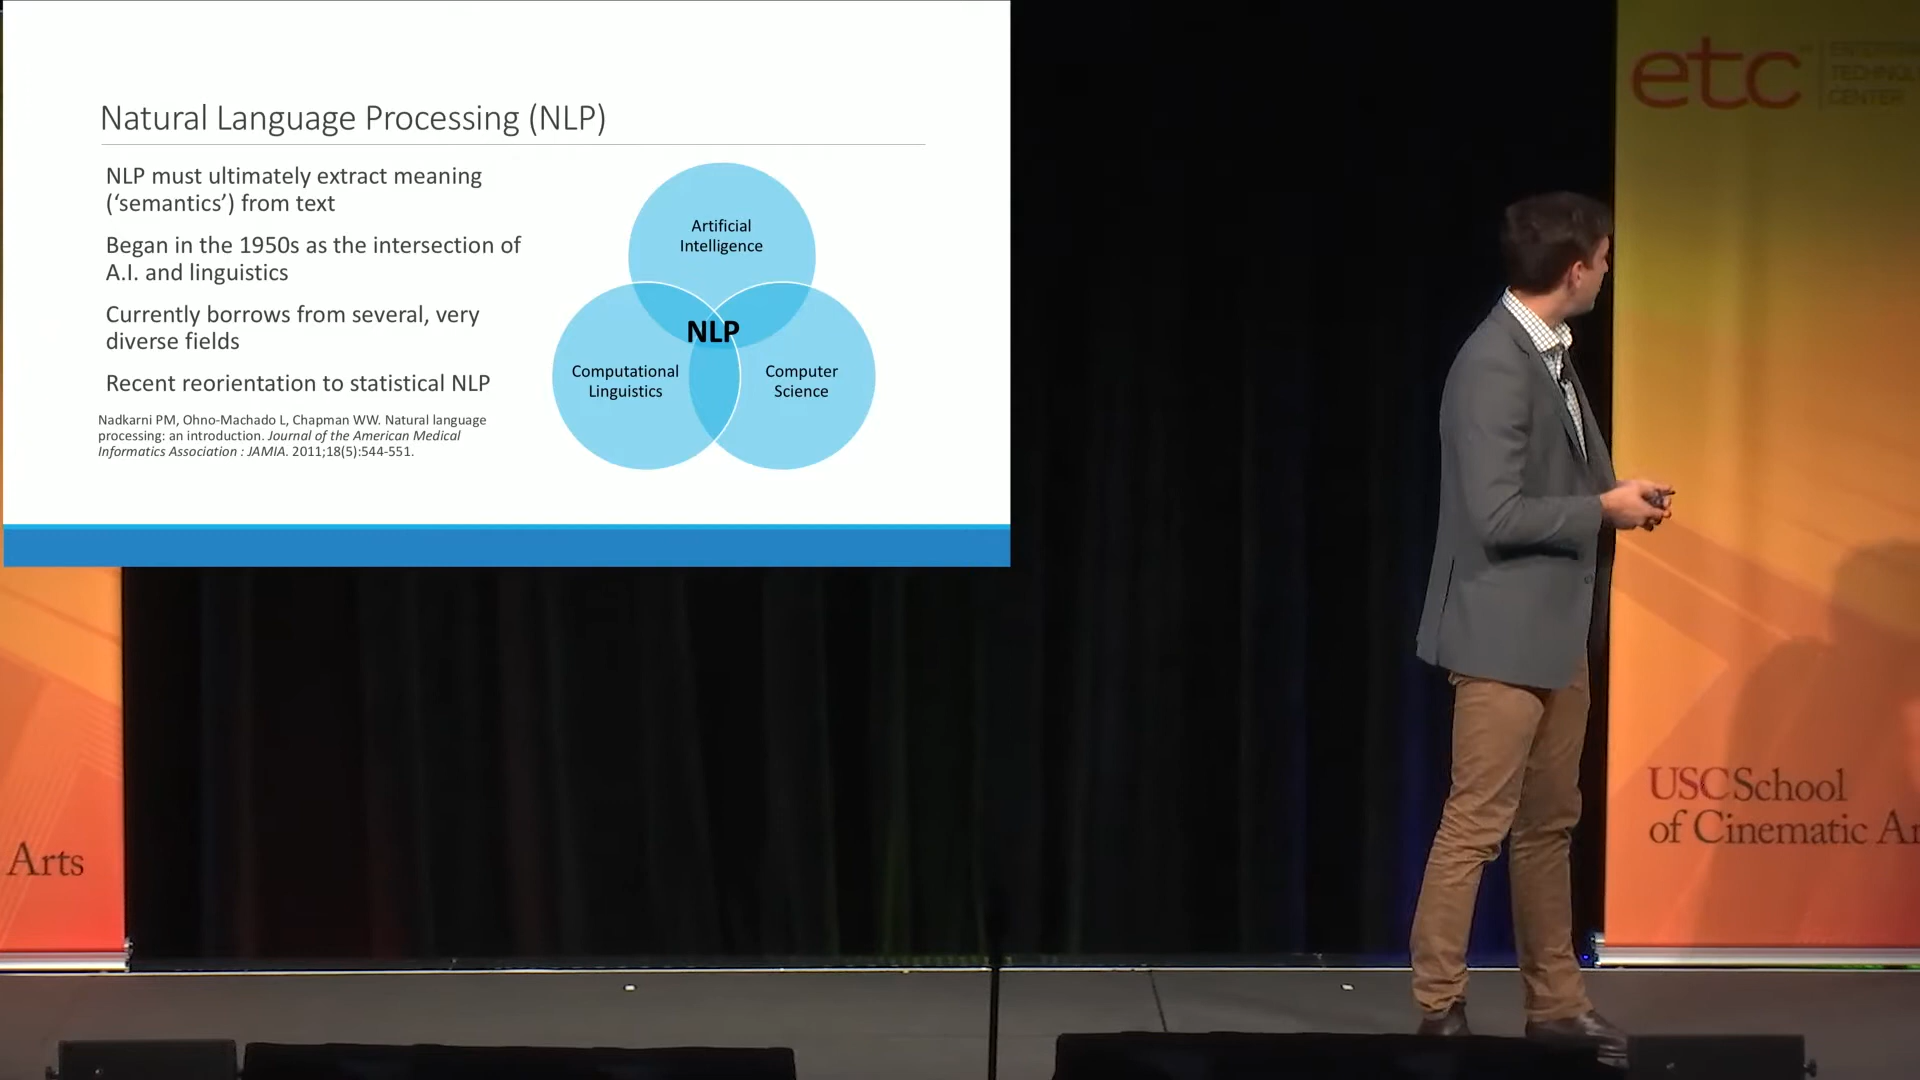 Natural Language Processing (NLP)
NLP must ultimately extract meaning
(‘semantics’) from text
Began in the 1950s as the intersection of
A.I. and linguistics
Currently borrows from several, very
diverse fields
Recent reorientation to statistical NLP
Nadkarni PM, Ohno-Machado L, Chapman WW. Natural language
processing: an introduction. Journal of the American Medical
Informatics Association : JAMIA. 2011;18(5):544-551.
Artificial
Intelligence
NLP
Computational
Linguistics
Computer
Science
etc
CENTER
USC School
of Cinematic
Arts